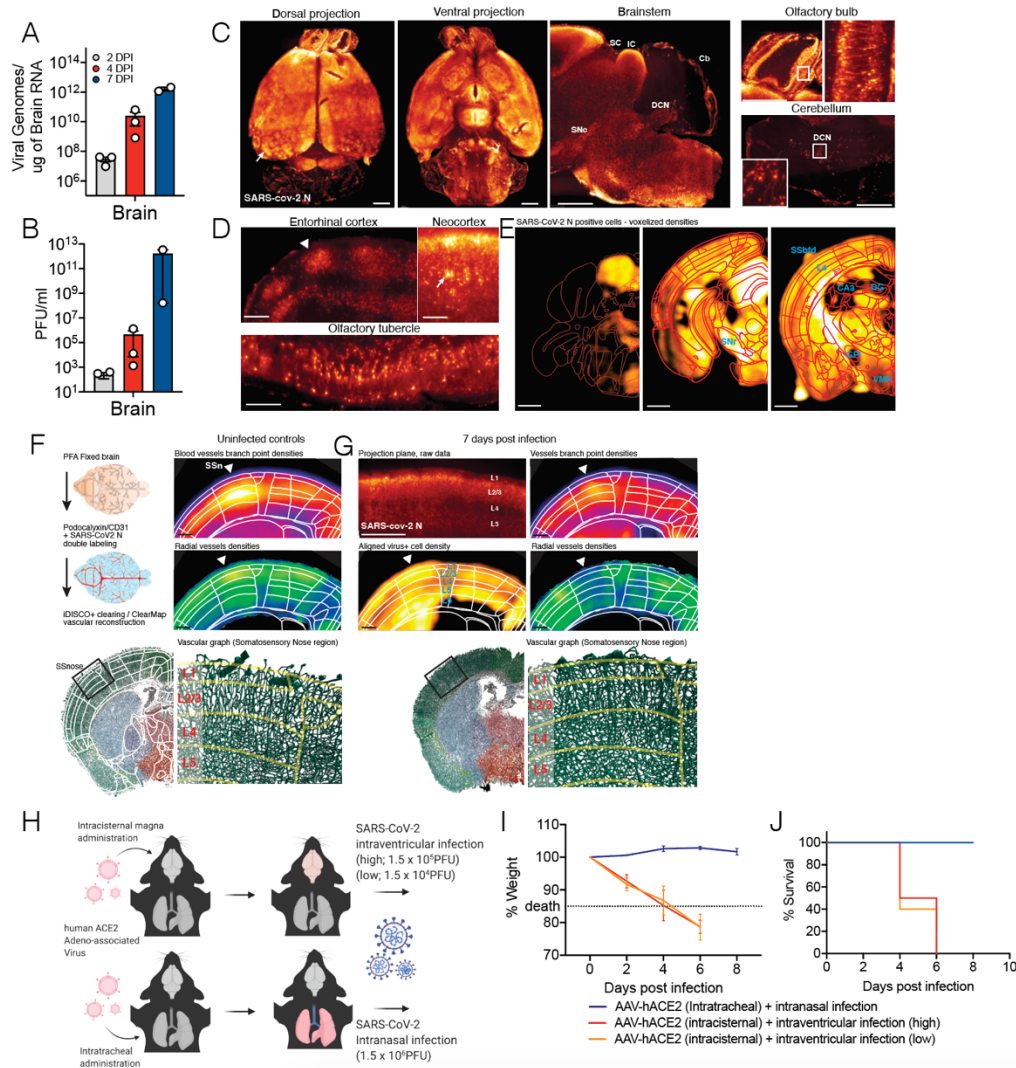 A
2 DPI
4 DPI
7 DPI
Viral Genomes/
ug of Brain RNA
10^14
10^12
10^10
10^8
10^6
Brain
B
PFU/ml
10^13
10^11
10^8
10^5
10^3
10^1
Brain
C
Dorsal projection
SARS-cov-2 N
Ventral projection
Brainstem
SC
IC
Cb
DCN
SNc
Olfactory bulb
Cerebellum
DCN
D
Entorhinal cortex
Neocortex
Olfactory tubercle
E
SARS-CoV-2 N positive cells - voxelized densities
SNr
SSbfd
L4
CA3
DG
VMH
F
PFA Fixed brain
Podocalyxin/CD31
+ SARS-CoV2 N
double labeling
iDISCO+ clearing / ClearMap
vascular reconstruction
Uninfected controls
Blood vessels branch point densities
SSn
Radial vessels densities
SSnose
Vascular graph (Somatosensory Nose region)
L1
L2/3
L4
L5
G
7 days post infection
Projection plane, raw data
L1
L2/3
L4
L5
SARS-cov-2 N
Vessels branch point densities
Aligned virus+ cell density
Radial vessels densities
Vascular graph (Somatosensory Nose region)
L1
L2/3
L4
L5
H
Intracisternal magna
administration
human ACE2
Adeno-associated
Virus
Intratracheal
administration
SARS-CoV-2
intraventricular infection
(high; 1.5 x 10^5PFU)
(low; 1.5 x 10^4PFU)
SARS-CoV-2
Intranasal infection
(1.5 x 10^6PFU)
I
% Weight
110
100
90
death
80
70
0 2 4 6 8
Days post infection
J
% Survival
100
80
60
40
20
0
0 2 4 6 8 10
Days post infection
AAV-hACE2 (Intratracheal) + intranasal infection
AAV-hACE2 (intracisternal) + intraventricular infection (high)
AAV-hACE2 (intracisternal) + intraventricular infection (low)